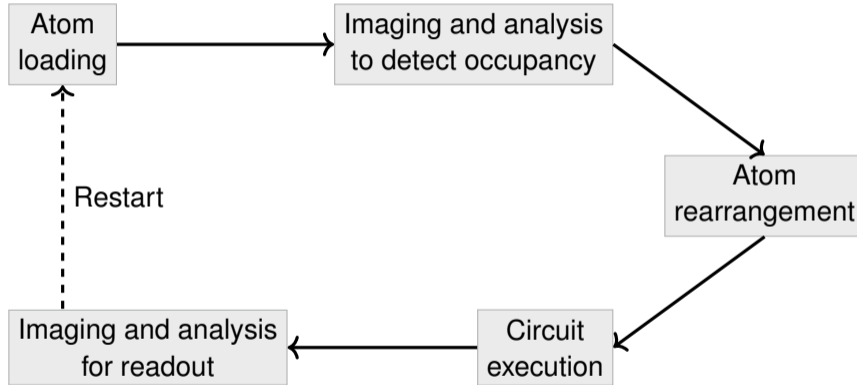 Atom
loading
Imaging and analysis
to detect occupancy
Atom
rearrangement
Restart
Imaging and analysis
for readout
Circuit
execution